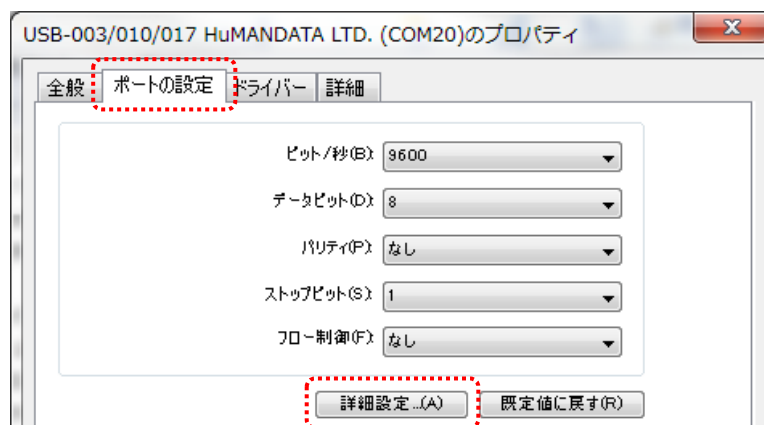 USB-003/010/017 HuMANDATA LTD. (COM20)のプロパティ
全般 ポートの設定 ドライバー 詳細
ビット/秒(B): 9600
データ ビット(D): 8
パリティ(P): なし
ストップ ビット(S): 1
フロー制御(F): なし
詳細設定...(A) 既定値に戻す(R)